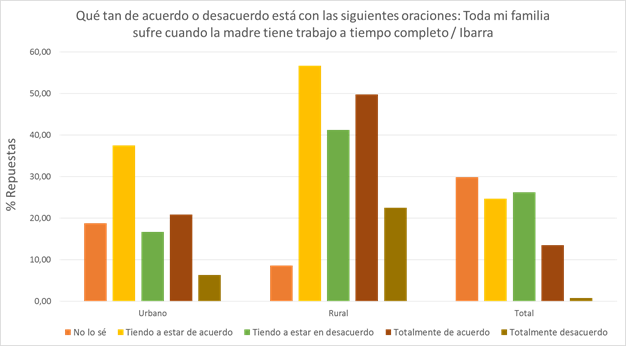 Qué tan de acuerdo o desacuerdo está con las siguientes oraciones: Toda mi familia
sufre cuando la madre tiene trabajo a tiempo completo / Ibarra
% Repuestas
60,00
50,00
40,00
30,00
20,00
10,00
0,00
Urbano Rural Total
No lo sé Tiendo a estar de acuerdo Tiendo a estar en desacuerdo Totalmente de acuerdo Totalmente desacuerdo